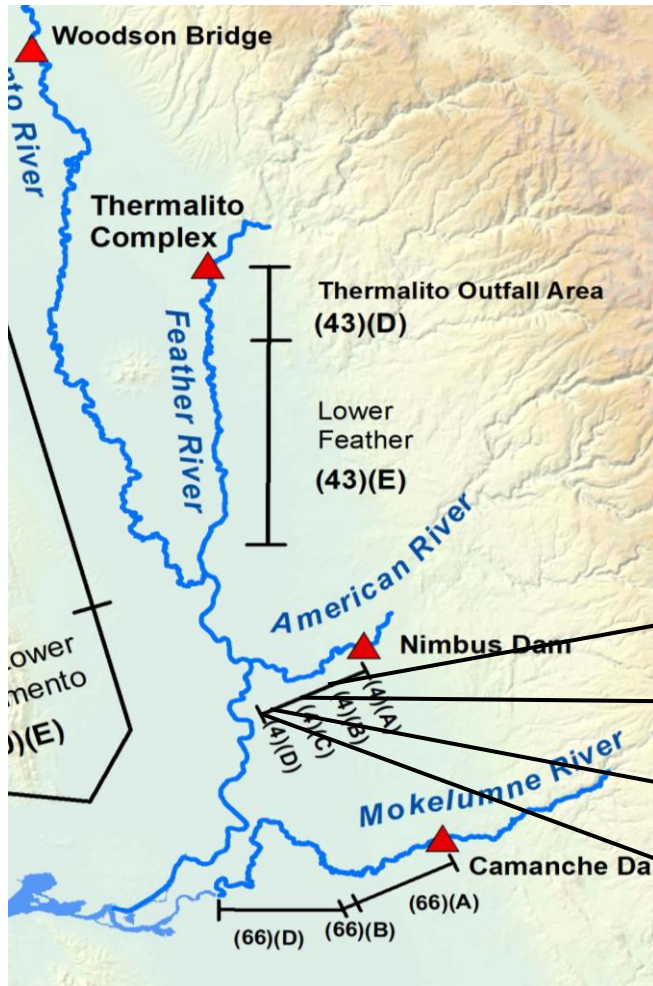 Woodson Bridge
River
Thermalito
Complex
Thermalito Outfall Area
(43)(D)
Feather River
Lower
Feather
(43)(E)
American River
Nimbus Dam
(4)(A)
(4)(B)
(4)(C)
(4)(D)
)(E)
Mokelumne River
Camanche Da
(66)(A)
(66)(B)
(66)(D)